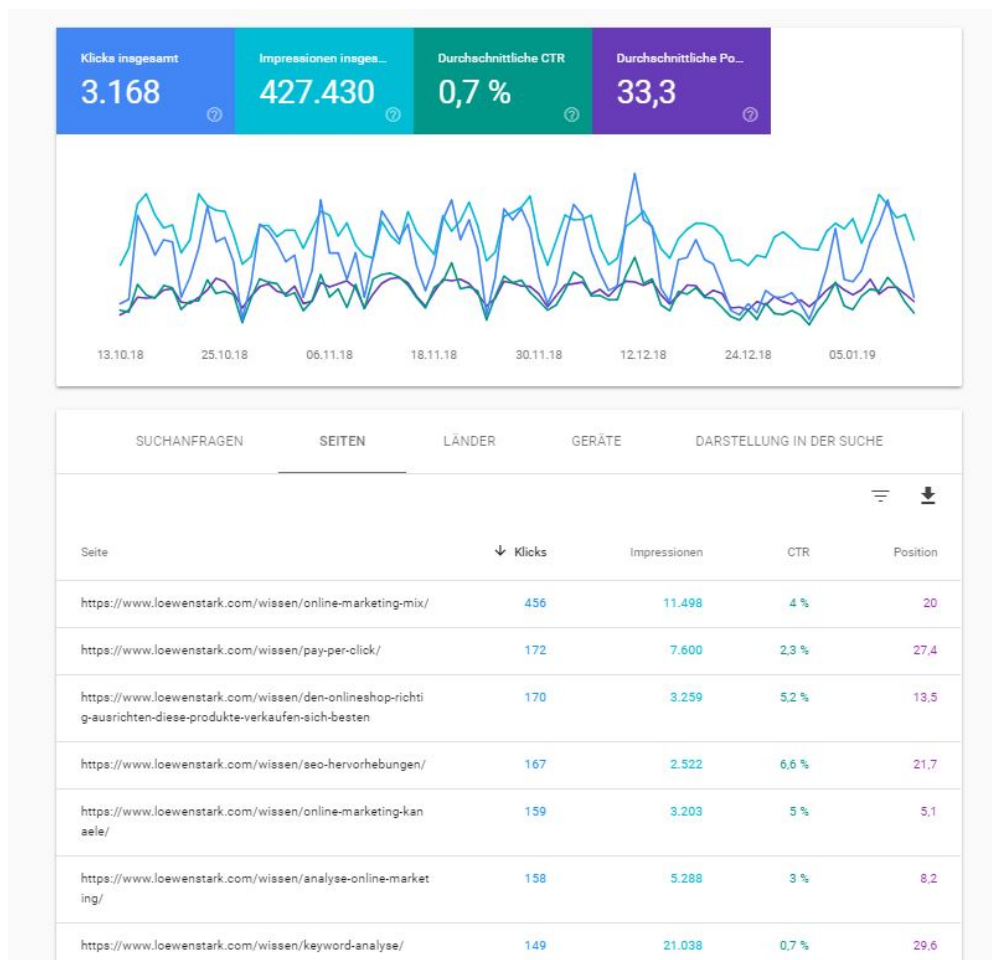 Klicks insgesamt
3.168
Impressionen insges...
427.430
Durchschnittliche CTR
0,7 %
Durchschnittliche Po...
33,3
13.10.18 25.10.18 06.11.18 18.11.18 30.11.18 12.12.18 24.12.18 05.01.19
SUCHANFRAGEN SEITEN LÄNDER GERÄTE DARSTELLUNG IN DER SUCHE
Seite Klicks Impressionen CTR Position
https://www.loewenstark.com/wissen/online-marketing-mix/ 456 11.498 4 % 20
https://www.loewenstark.com/wissen/pay-per-click/ 172 7.600 2,3 % 27,4
https://www.loewenstark.com/wissen/den-onlineshop-richti 170 3.259 5,2 % 13,5
g-ausrichten-diese-produkte-verkaufen-sich-besten
https://www.loewenstark.com/wissen/seo-hervorhebungen/ 167 2.522 6,6 % 21,7
https://www.loewenstark.com/wissen/online-marketing-kan 159 3.203 5 % 5,1
aele/
https://www.loewenstark.com/wissen/analyse-online-market 158 5.288 3 % 8,2
ing/
https://www.loewenstark.com/wissen/keyword-analyse/ 149 21.038 0,7 % 29,6